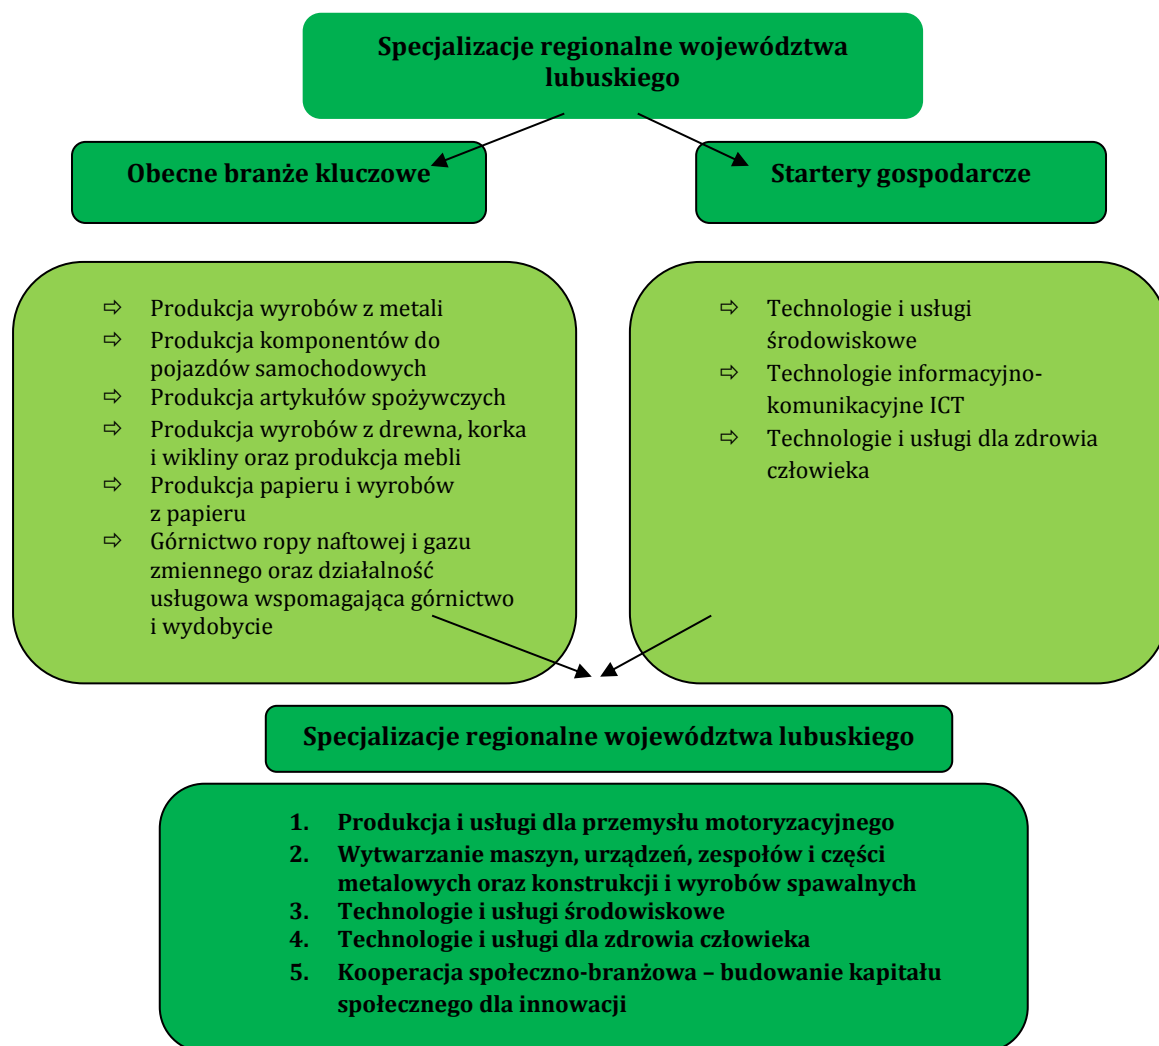 Specjalizacje regionalne województwa
lubuskiego
Obecne branże kluczowe
Startery gospodarcze
⇨ Produkcja wyrobów z metali
⇨ Produkcja komponentów do
pojazdów samochodowych
⇨ Produkcja artykułów spożywczych
⇨ Produkcja wyrobów z drewna, korka
i wikliny oraz produkcja mebli
⇨ Produkcja papieru i wyrobów
z papieru
⇨ Górnictwo ropy naftowej i gazu
zmiennego oraz działalność
usługowa wspomagająca górnictwo
i wydobycie
⇨ Technologie i usługi
środowiskowe
⇨ Technologie informacyjno-
komunikacyjne ICT
⇨ Technologie i usługi dla zdrowia
człowieka
Specjalizacje regionalne województwa lubuskiego
1. Produkcja i usługi dla przemysłu motoryzacyjnego
2. Wytwarzanie maszyn, urządzeń, zespołów i części
metalowych oraz konstrukcji i wyrobów spawalnych
3. Technologie i usługi środowiskowe
4. Technologie i usługi dla zdrowia człowieka
5. Kooperacja społeczno-branżowa – budowanie kapitału
społecznego dla innowacji